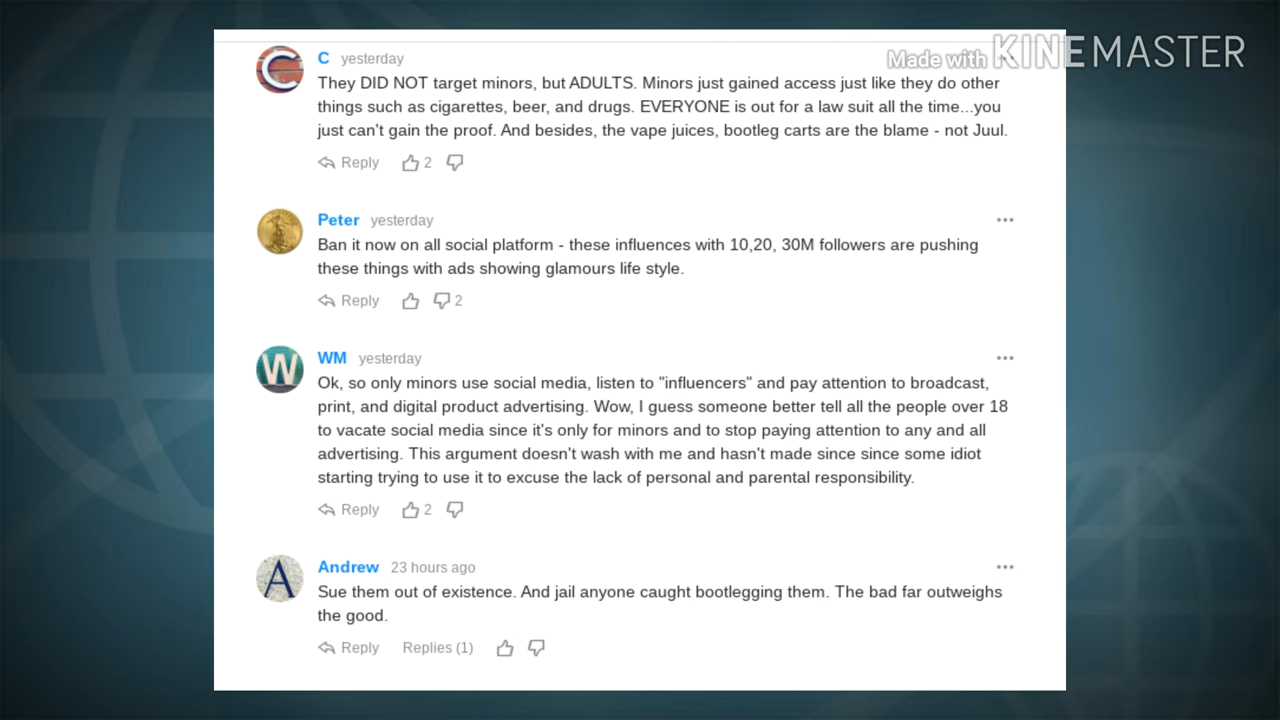 Made with KINEMASTER
C yesterday
They DID NOT target minors, but ADULTS. Minors just gained access just like they do other
things such as cigarettes, beer, and drugs. EVERYONE is out for a law suit all the time...you
just can't gain the proof. And besides, the vape juices, bootleg carts are the blame - not Juul.
Reply 2
Peter yesterday
Ban it now on all social platform - these influences with 10,20, 30M followers are pushing
these things with ads showing glamours life style.
Reply 2
W
WM yesterday
Ok, so only minors use social media, listen to "influencers" and pay attention to broadcast,
print, and digital product advertising. Wow, I guess someone better tell all the people over 18
to vacate social media since it's only for minors and to stop paying attention to any and all
advertising. This argument doesn't wash with me and hasn't made since since some idiot
starting trying to use it to excuse the lack of personal and parental responsibility.
Reply 2
A
Andrew 23 hours ago
Sue them out of existence. And jail anyone caught bootlegging them. The bad far outweighs
the good.
Reply Replies (1)